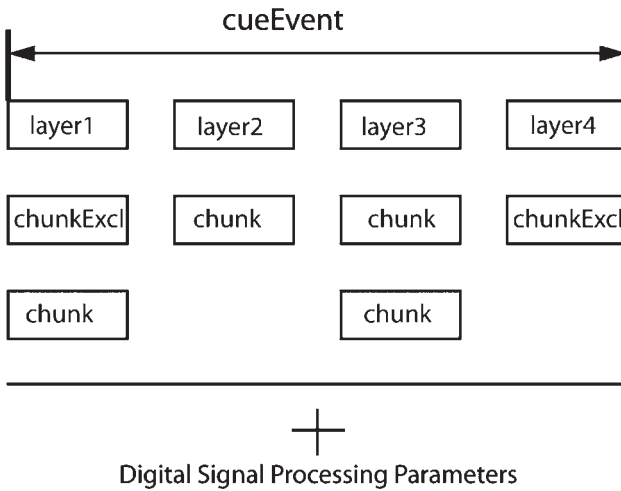 cueEvent
layer1 layer2 layer3 layer4
chunkExcl chunk chunk chunkExcl
chunk chunk
Digital Signal Processing Parameters